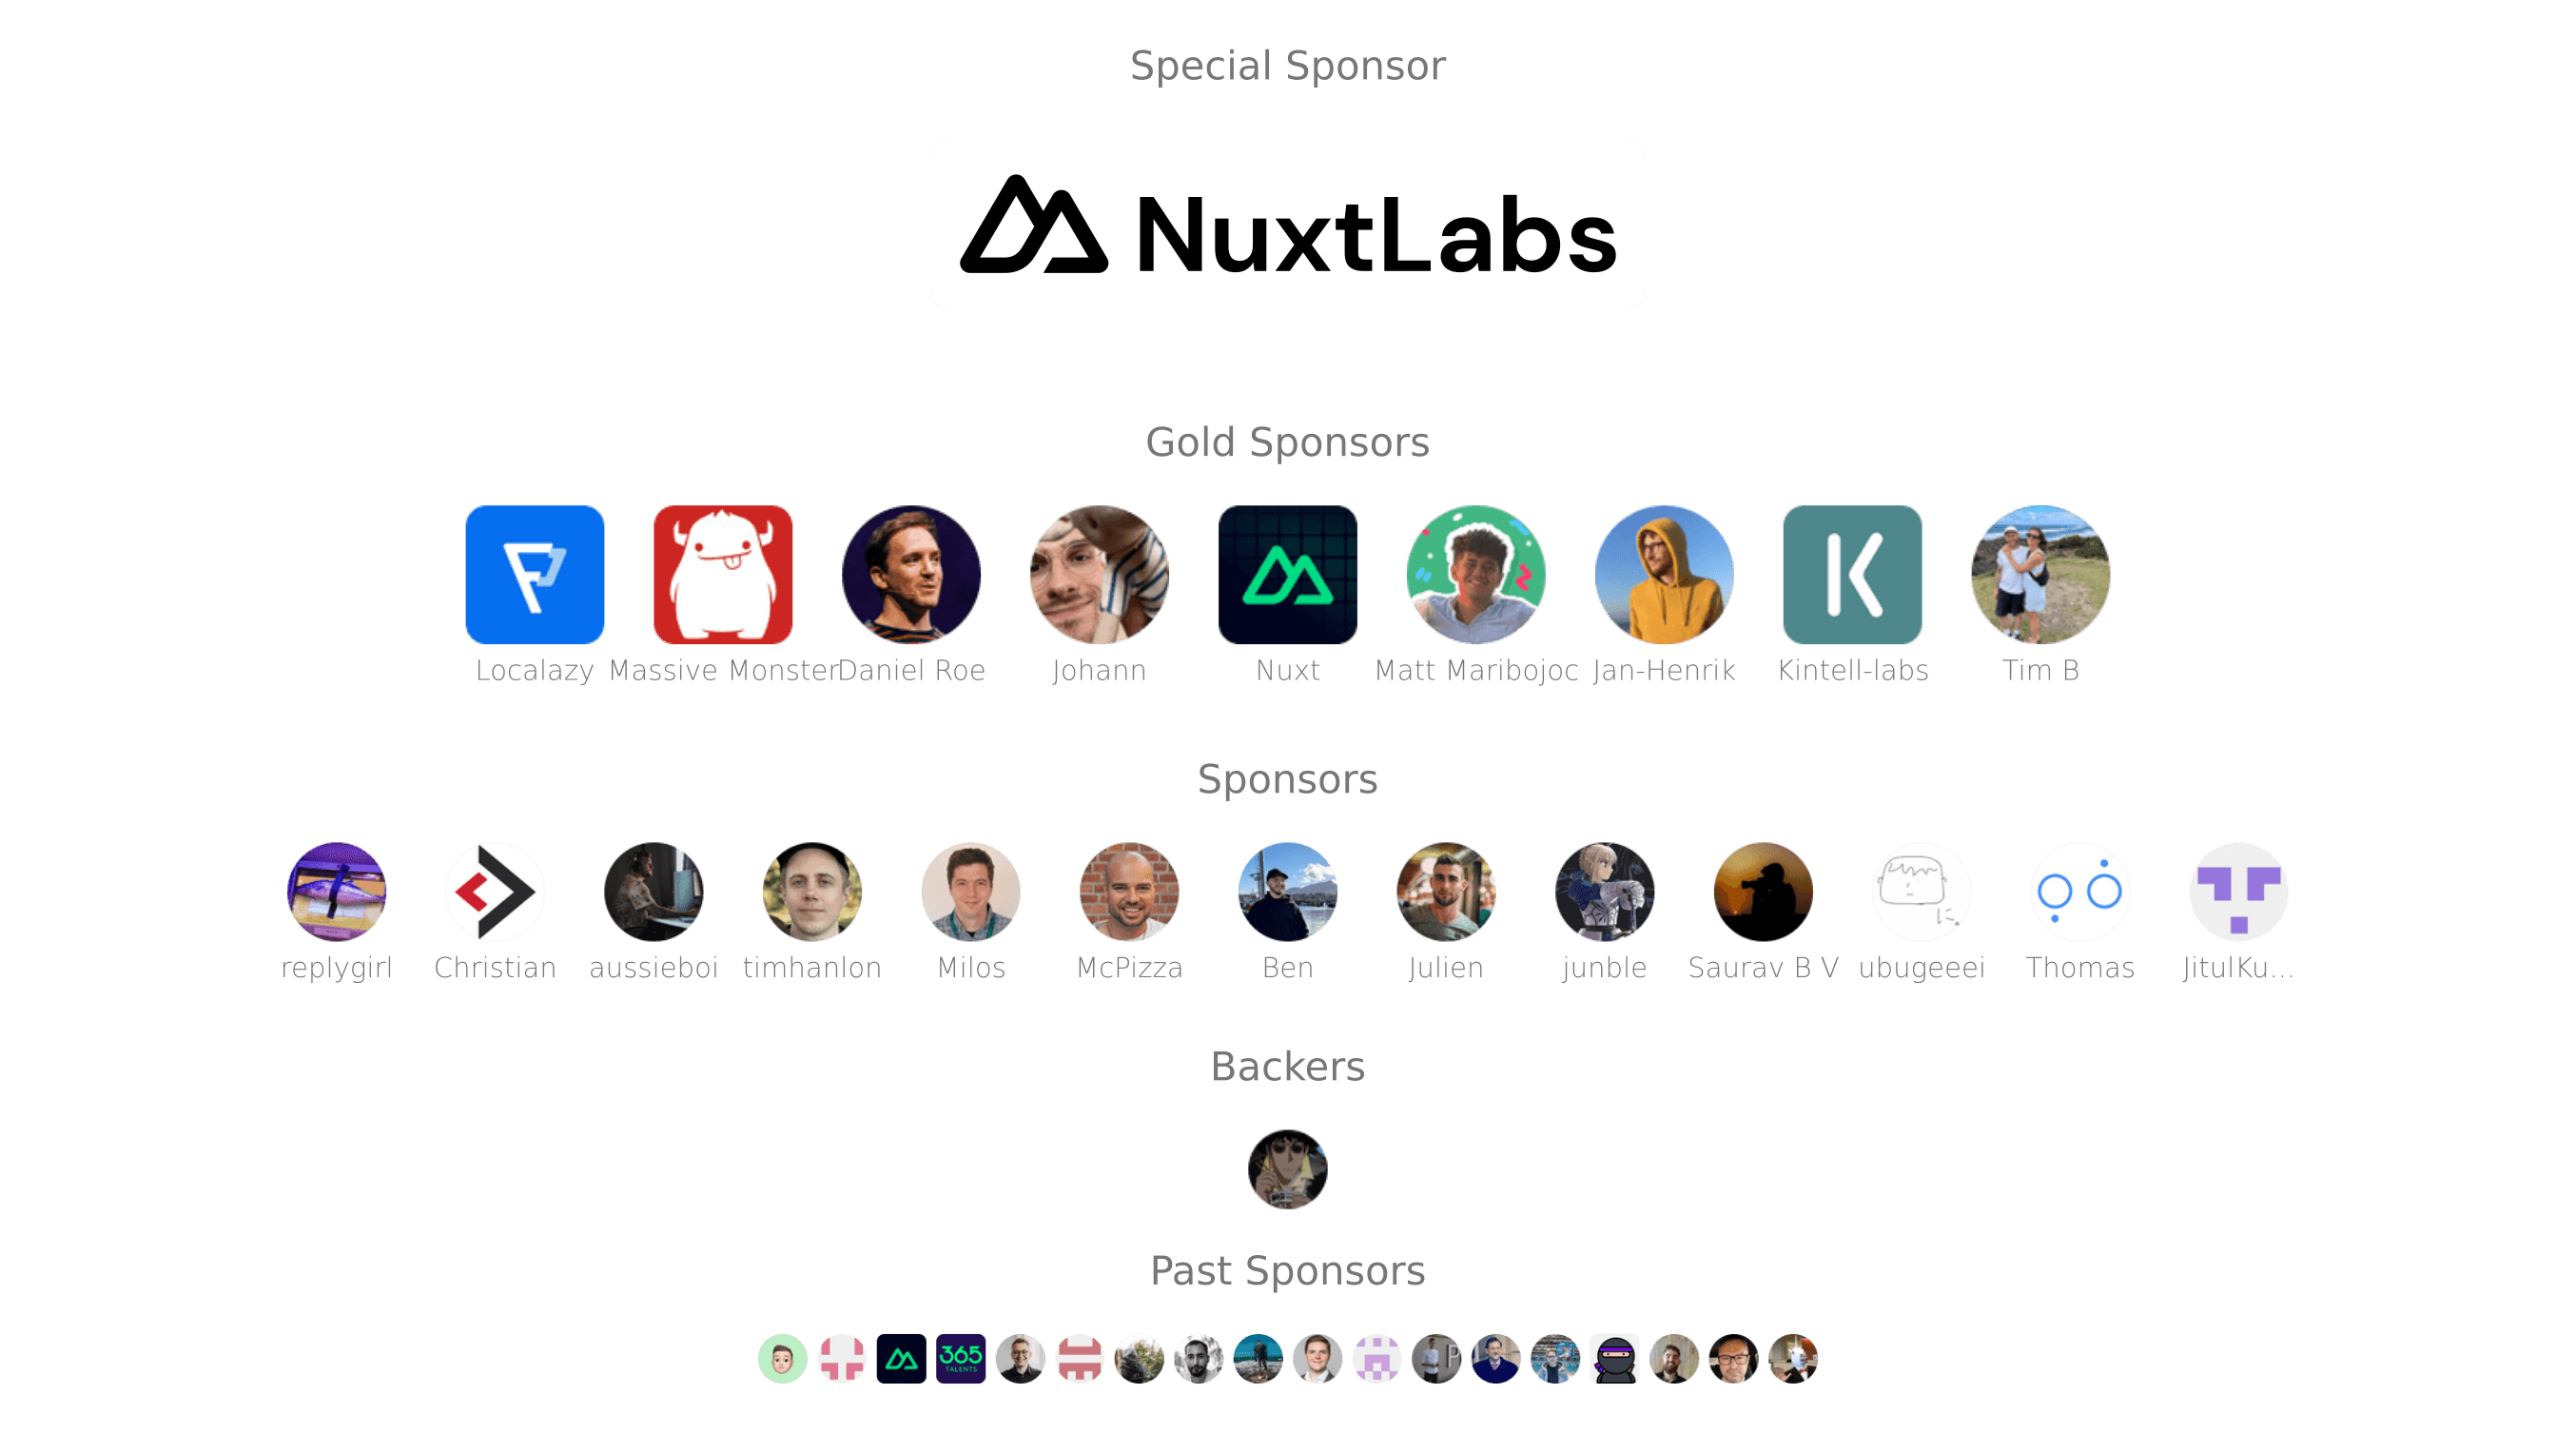 Special Sponsor
NuxtLabs
Gold Sponsors
Localazy Massive Monster Daniel Roe Johann Nuxt Matt Maribojoc Jan-Henrik Kintell-labs Tim B
Sponsors
replygirl Christian aussieboi timhanlon Milos McPizza Ben Julien junble Saurav B V ubugeeei Thomas JitulKu...
Backers
Past Sponsors
365
TALENTS